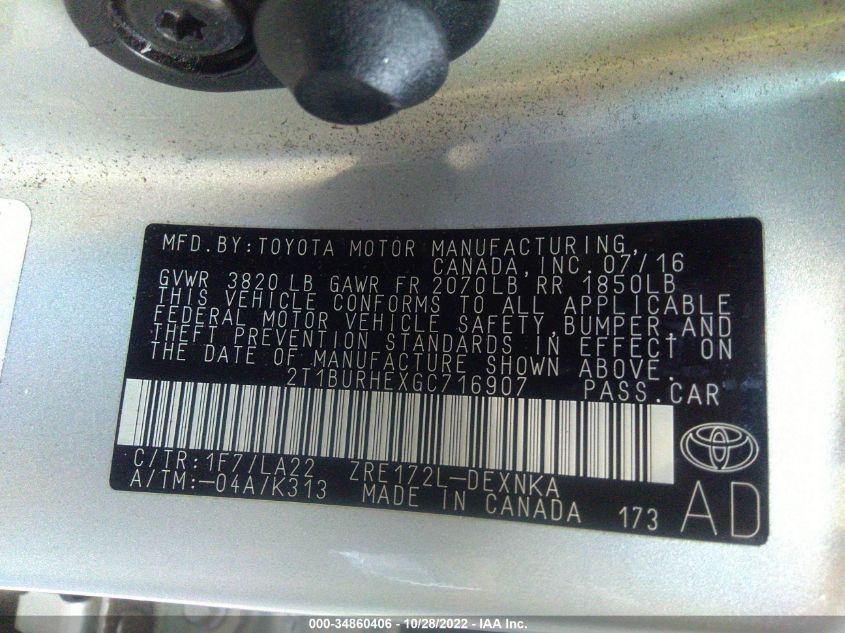 MFD.BY:TOYOTA MOTOR MANUFACTURING,
CANADA,INC.07/16
GVWR 3820 LB GAWR FR 2070LB RR 1850LB
THIS VEHICLE CONFORMS TO ALL APPLICABLE
FEDERAL MOTOR VEHICLE SAFETY,BUMPER,AND
THEFT PREVENTION STANDARDS IN EFFECT ON
THE DATE OF MANUFACTURE SHOWN ABOVE.
2T1BURHEXGC716907 PASS.CAR
C/TR:1F7/LA22 ZRE172L-DEXNKA
A/TM:-04A/K313 MADE IN CANADA 173 AD
000-34860406 • 10/28/2022 - IAA Inc.